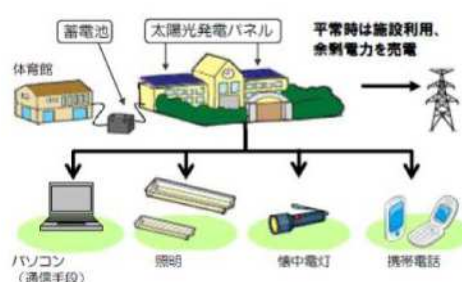 蓄電池
太陽光発電パネル
平常時は施設利用、
余剰電力を売電
体育館
パソコン
（通信手段）
照明
懐中電灯
携帯電話